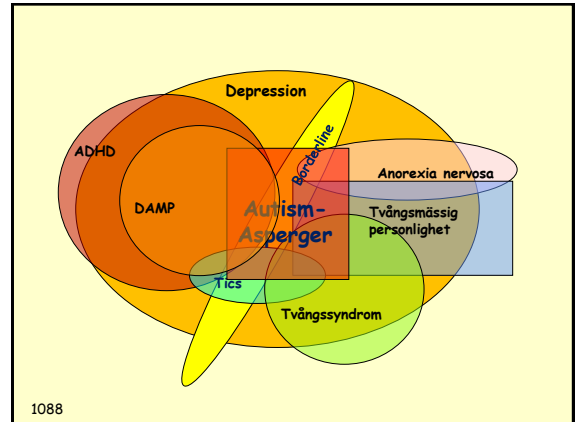 Depression
ADHD
Borderline
Anorexia nervosa
DAMP
Autism-
Asperger
Tvångsmässig
personlighet
Tics
Tvångssyndrom
1088